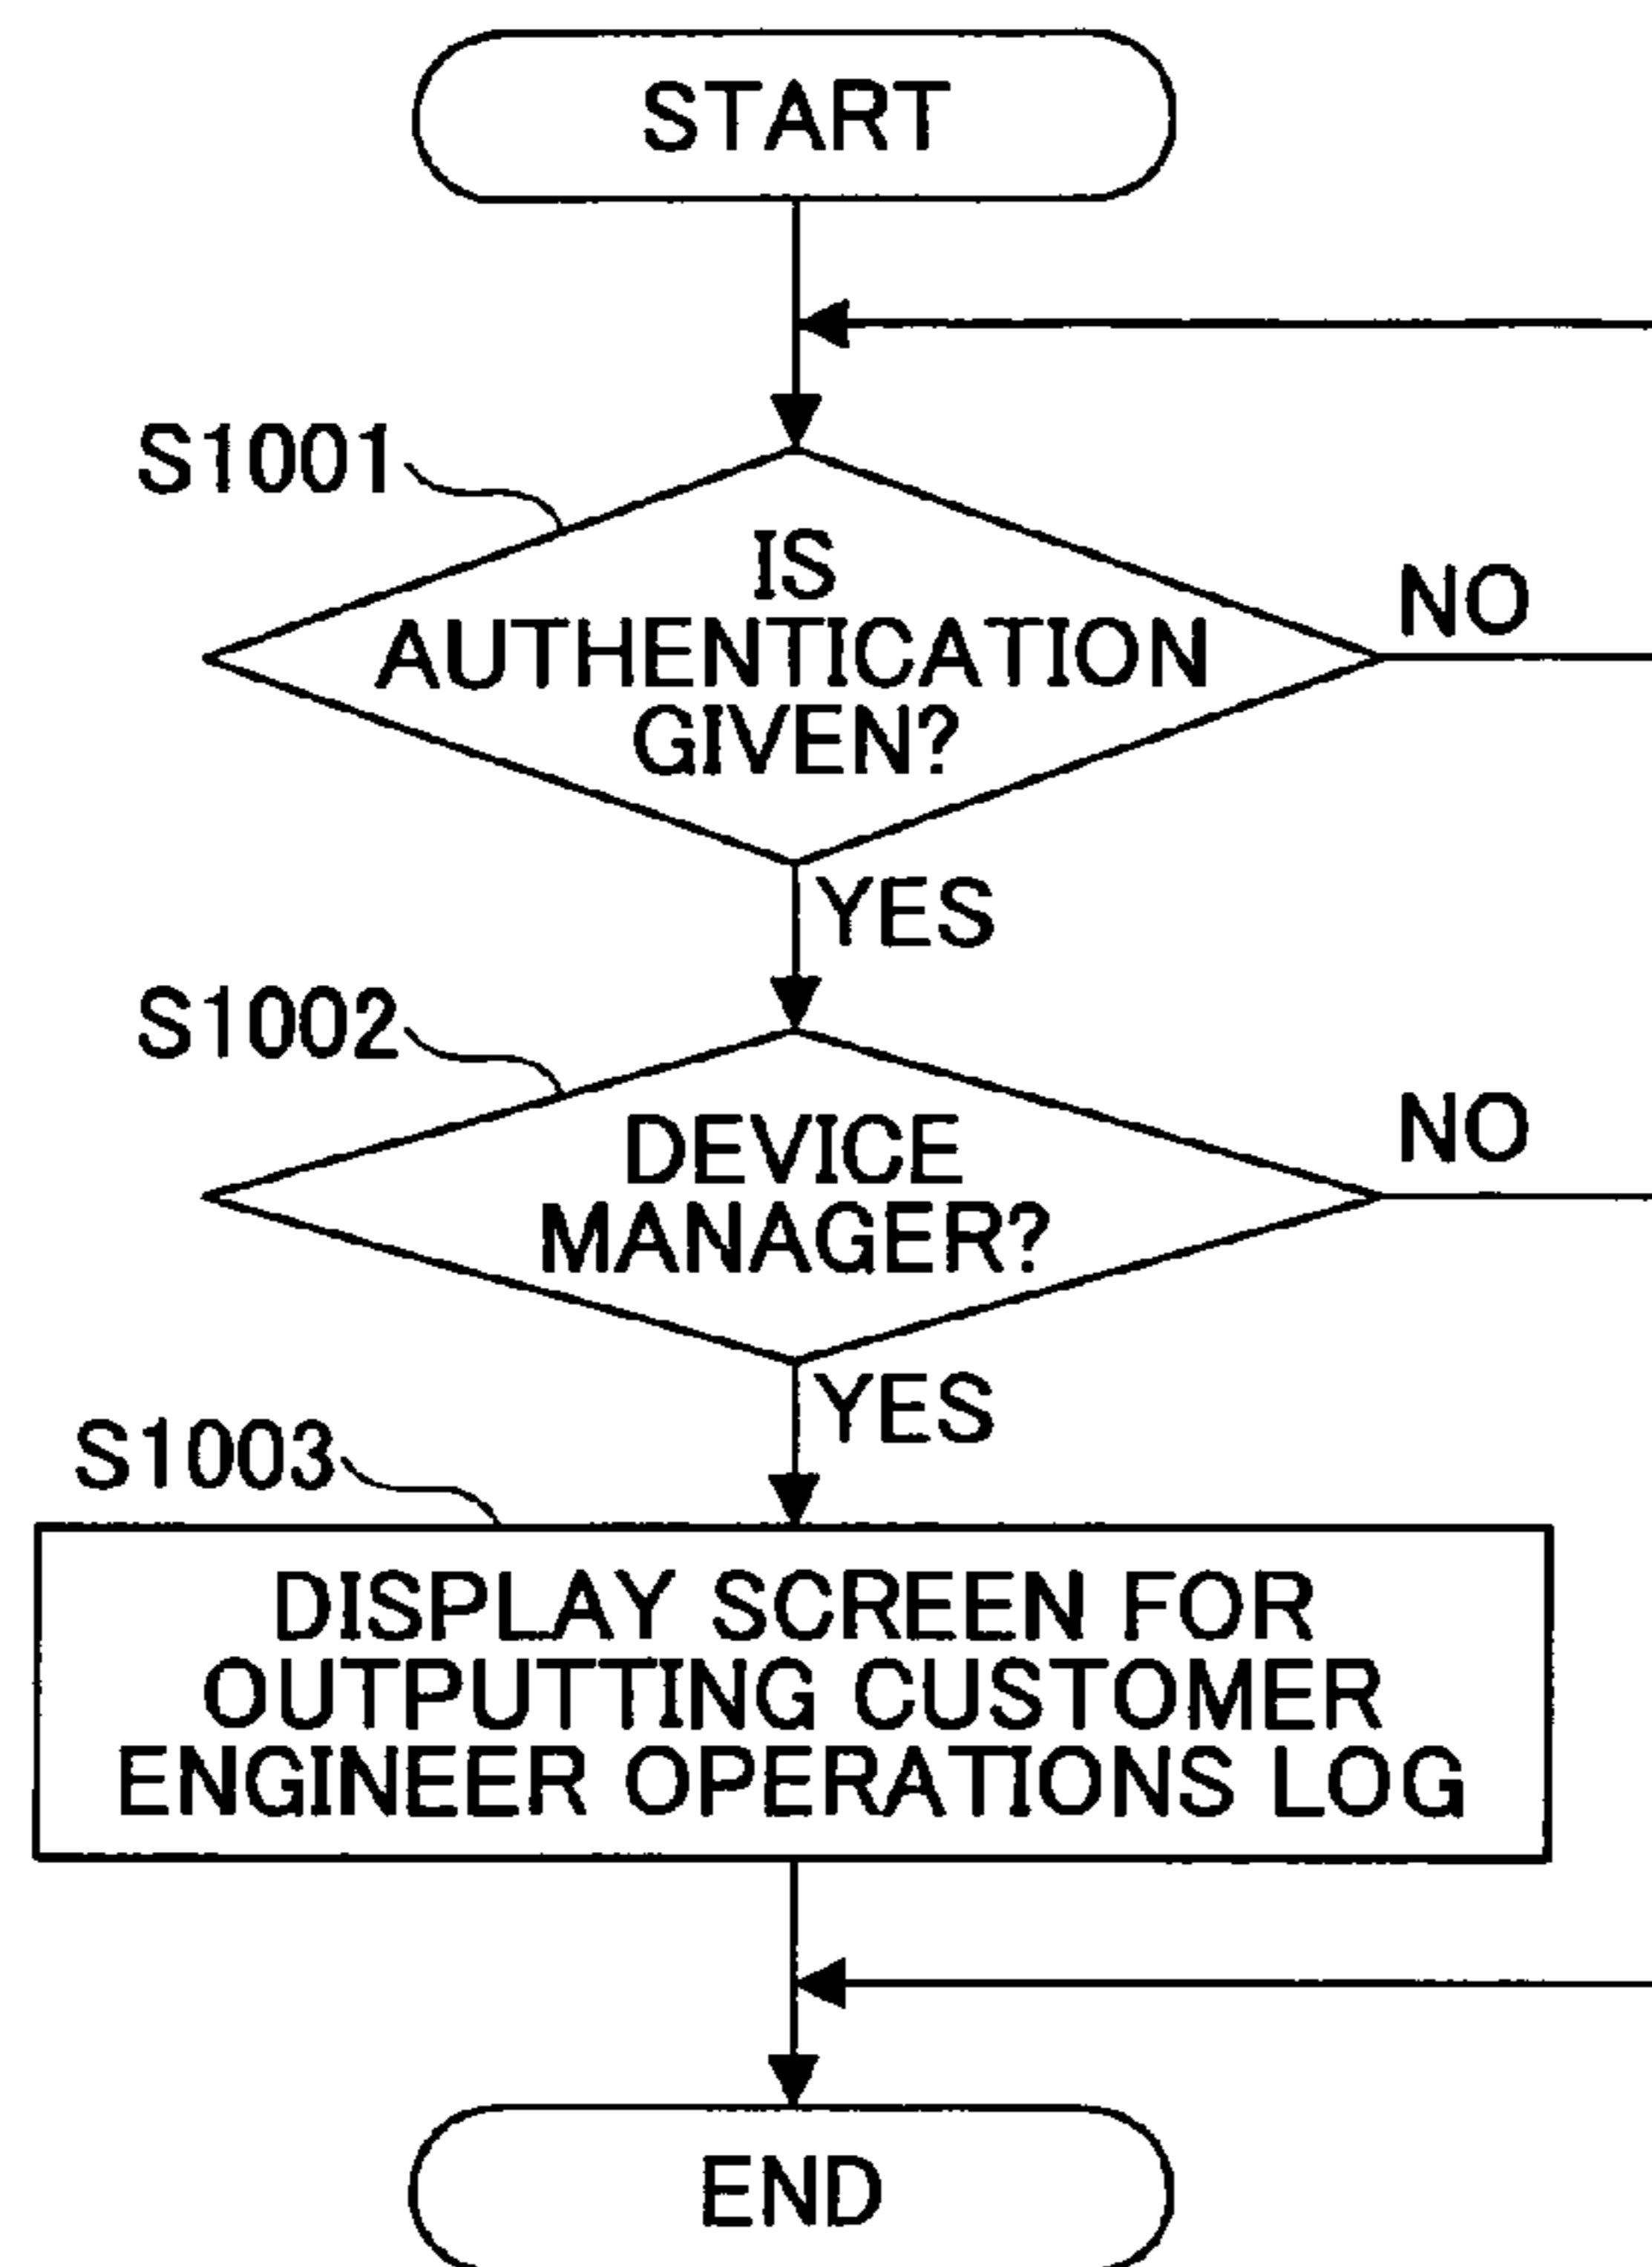 START
S1001
IS
AUTHENTICATION
GIVEN?
NO
YES
S1002
DEVICE
MANAGER?
NO
YES
S1003
DISPLAY SCREEN FOR
OUTPUTTING CUSTOMER
ENGINEER OPERATIONS LOG
END